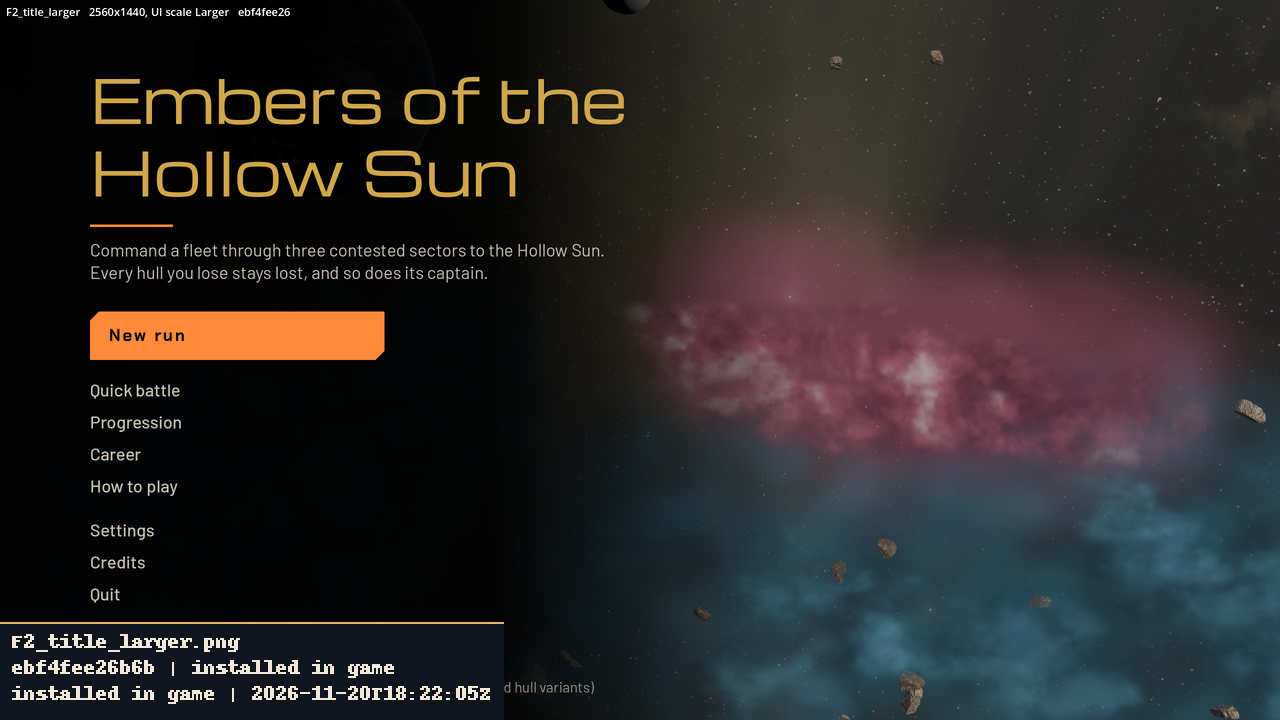 F2_title_larger 2560x1440, UI scale Larger ebf4fee26
Embers of the
Hollow Sun
Command a fleet through three contested sectors to the Hollow Sun.
Every hull you lose stays lost, and so does its captain.
New run
Quick battle
Progression
Career
How to play
Settings
Credits
Quit
F2_title_larger.png
ebf4fee26b6b | installed in game
installed in game | 2026-11-20T18:22:05Z
d hull variants)